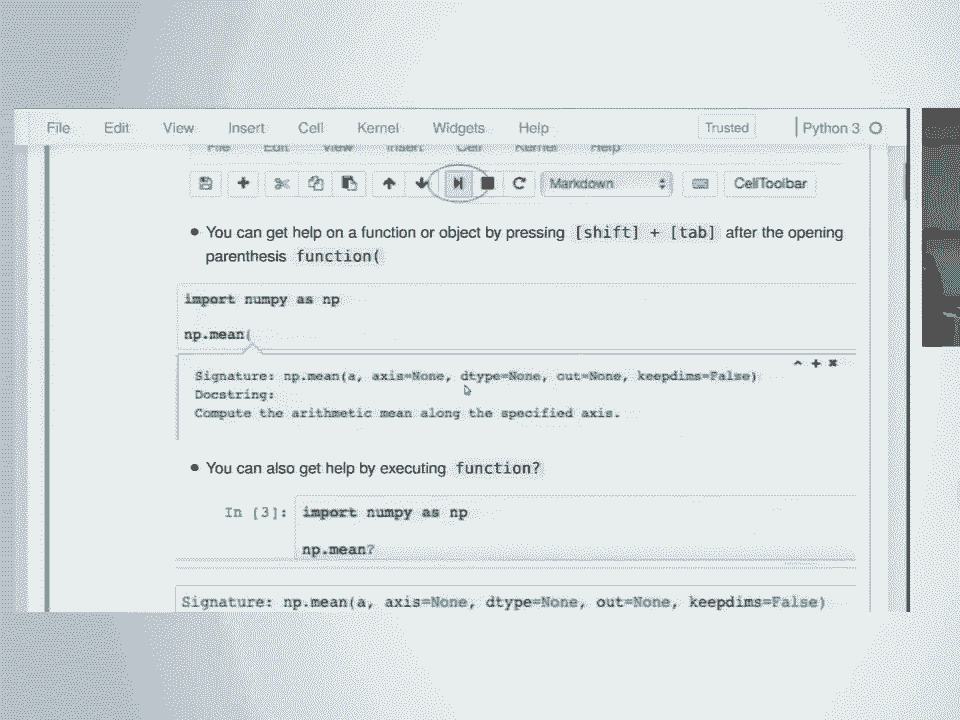 File Edit View Insert Cell Kernel Widgets Help Trusted Python 3
File Edit View Insert Cell Kernel Help
Markdown CellToolbar
You can get help on a function or object by pressing [shift] + [tab] after the opening
parenthesis function(
import numpy as np
np.mean(
Signature: np.mean(a, axis=None, dtype=None, out=None, keepdims=False)
Docstring:
Compute the arithmetic mean along the specified axis.
You can also get help by executing function?
In [3]: import numpy as np
np.mean?
Signature: np.mean(a, axis=None, dtype=None, out=None, keepdims=False)